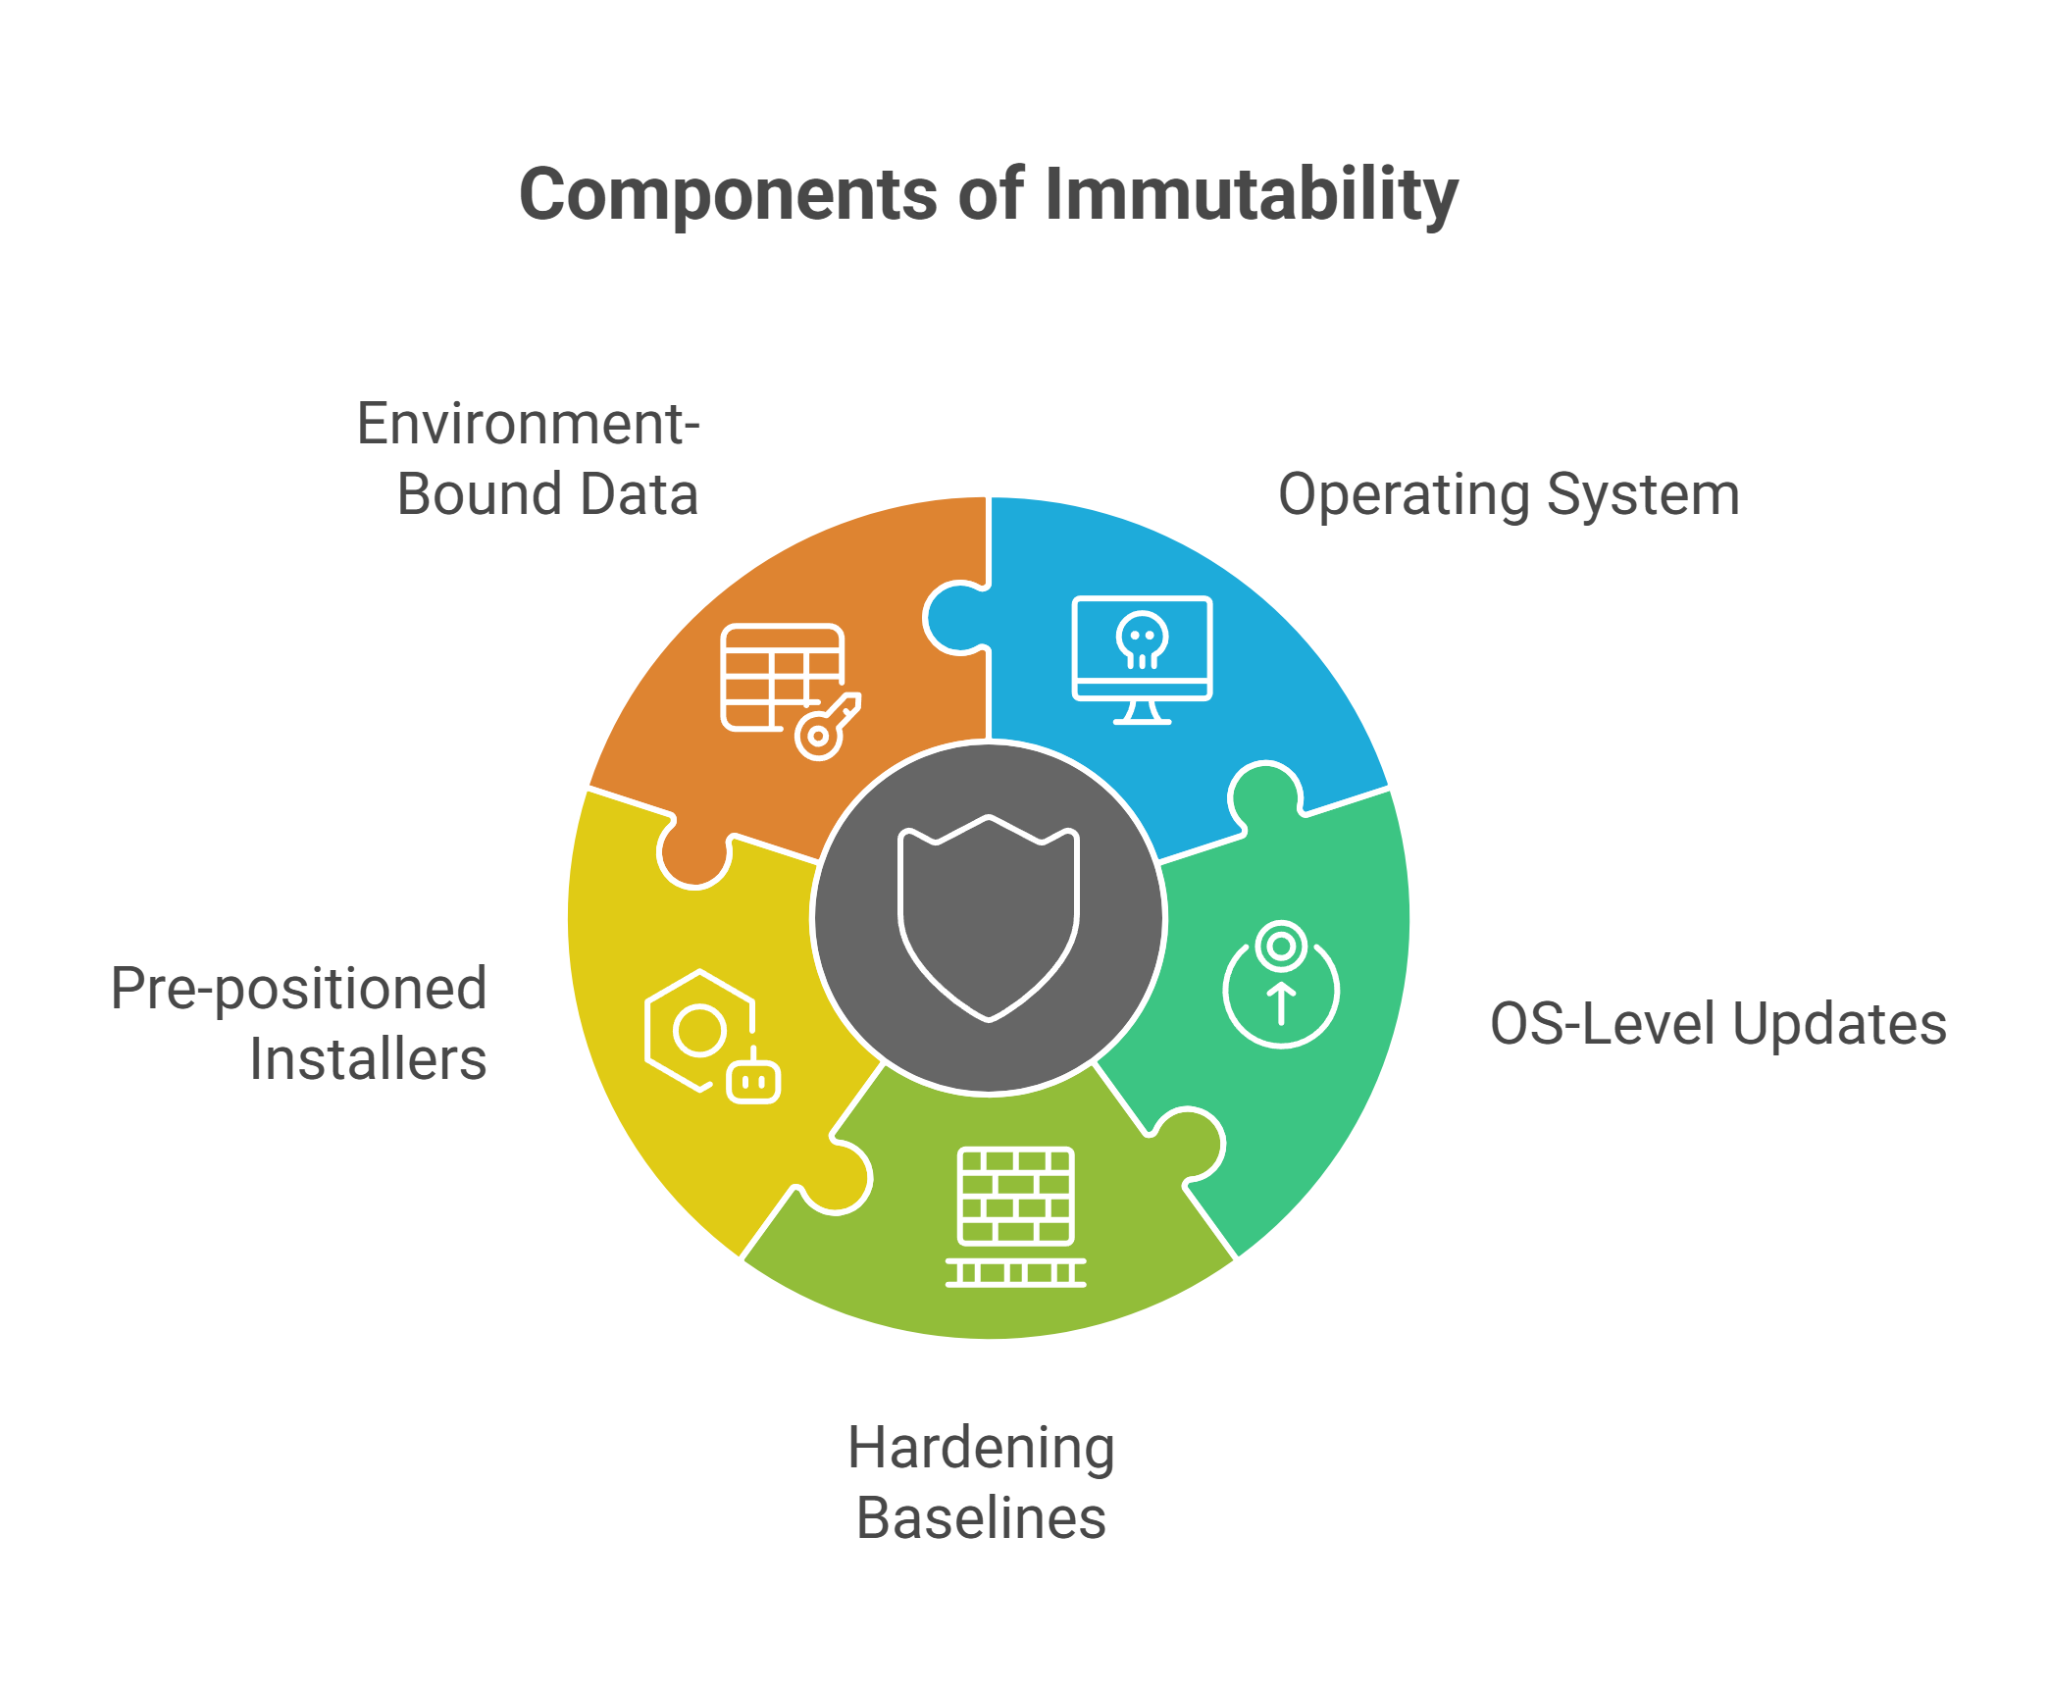 Components of Immutability
Environment-
Bound Data
Operating System
Pre-positioned
Installers
OS-Level Updates
Hardening
Baselines